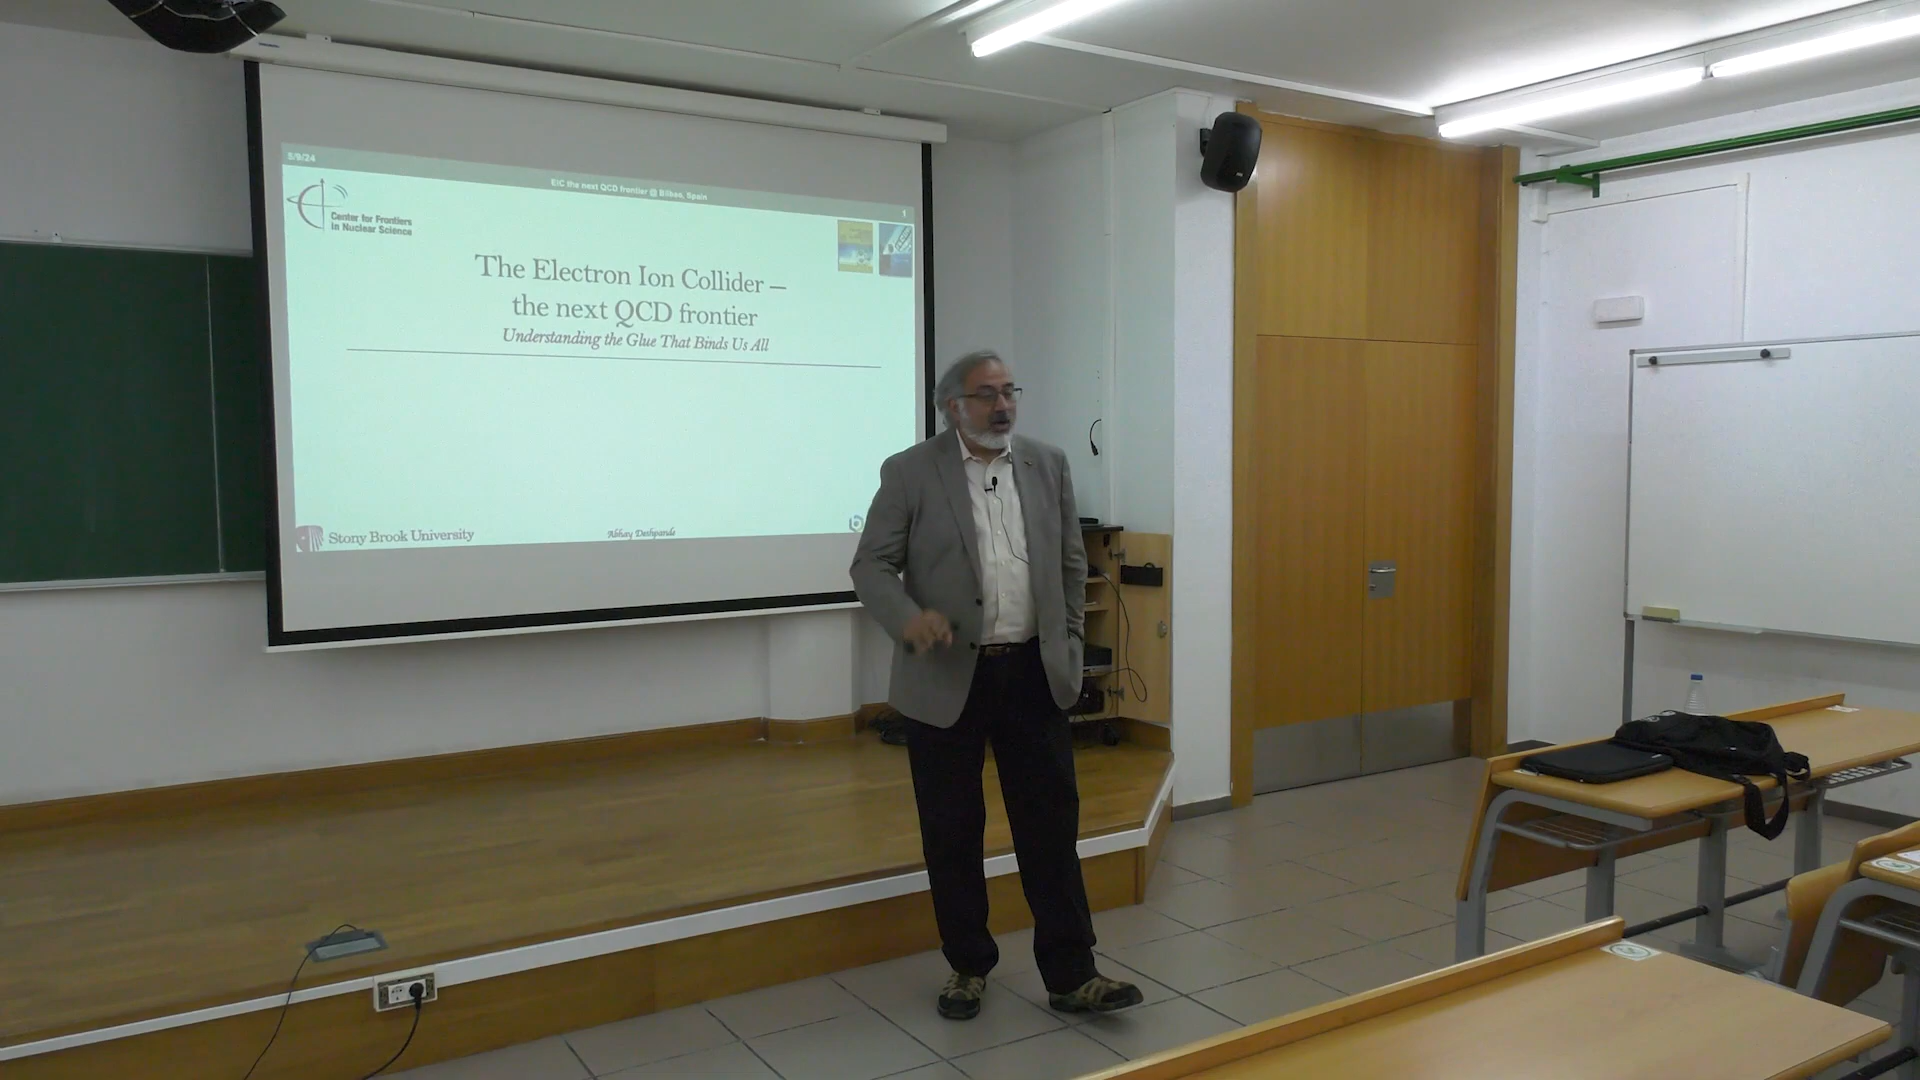 5/9/24
EIC the next QCD frontier @ Bilbao, Spain
1
Center for Frontiers
in Nuclear Science
The Electron Ion Collider —
the next QCD frontier
Understanding the Glue That Binds Us All
Stony Brook University
Abhay Deshpande